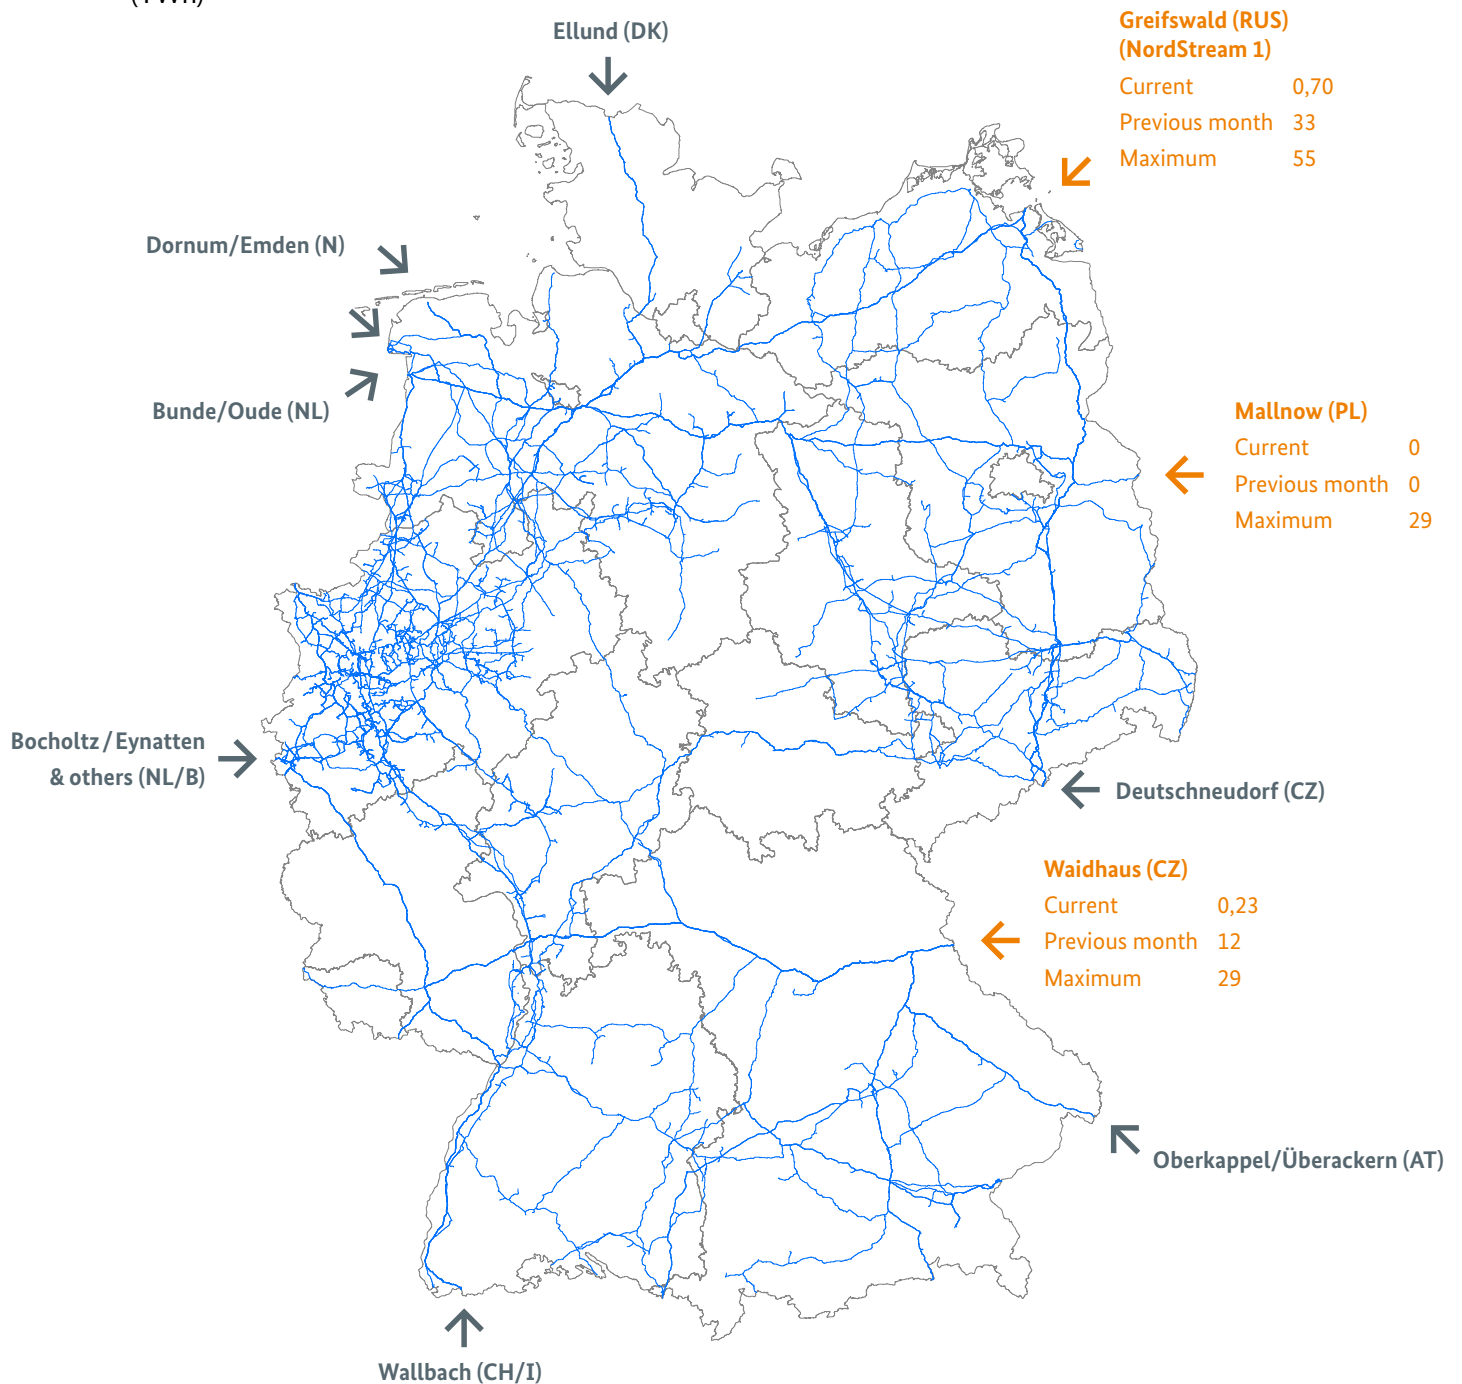 (TWh)
Ellund (DK)
Greifswald (RUS)
(NordStream 1)
Current 0,70
Previous month 33
Maximum 55
Dornum/Emden (N)
Bunde/Oude (NL)
Mallnow (PL)
Current 0
Previous month 0
Maximum 29
Bocholtz / Eynatten
& others (NL/B)
Deutschneudorf (CZ)
Waidhaus (CZ)
Current 0,23
Previous month 12
Maximum 29
Oberkappel/Überackern (AT)
Wallbach (CH/I)